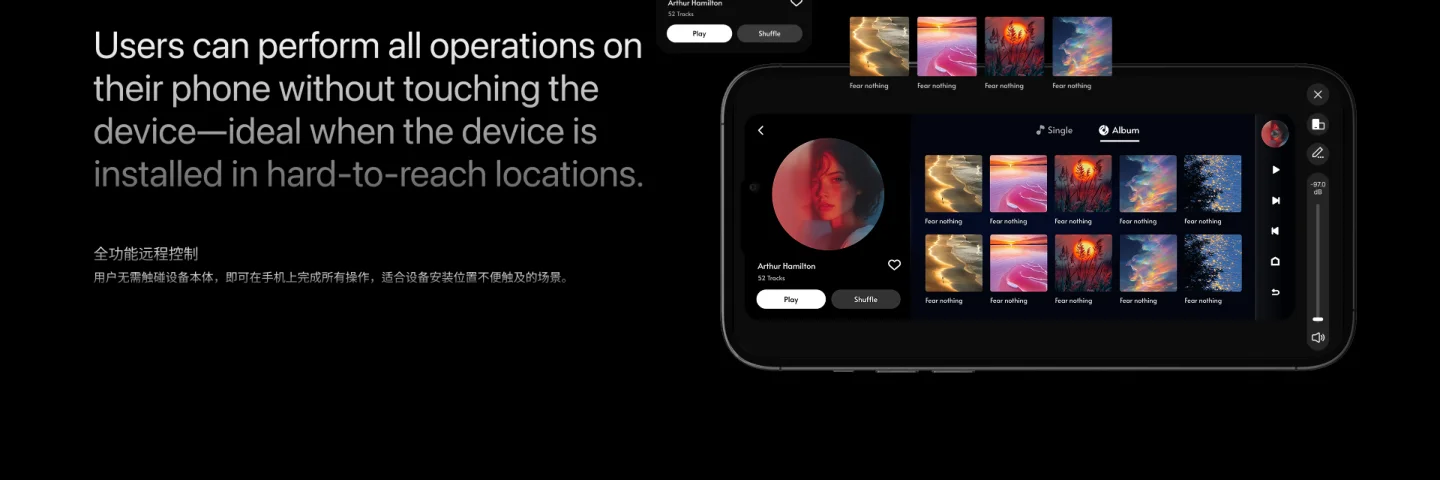 Users can perform all operations on
their phone without touching the
device—ideal when the device is
installed in hard-to-reach locations.
全功能远程控制
用户无需触碰设备本体，即可在手机上完成所有操作，适合设备安装位置不便触及的场景。
Arthur Hamilton
52 Tracks
Play Shuffle
Fear nothing Fear nothing Fear nothing Fear nothing
Single Album
Fear nothing Fear nothing Fear nothing Fear nothing Fear nothing
Fear nothing Fear nothing Fear nothing Fear nothing Fear nothing
Arthur Hamilton
52 Tracks
Play Shuffle
-97.0
dB